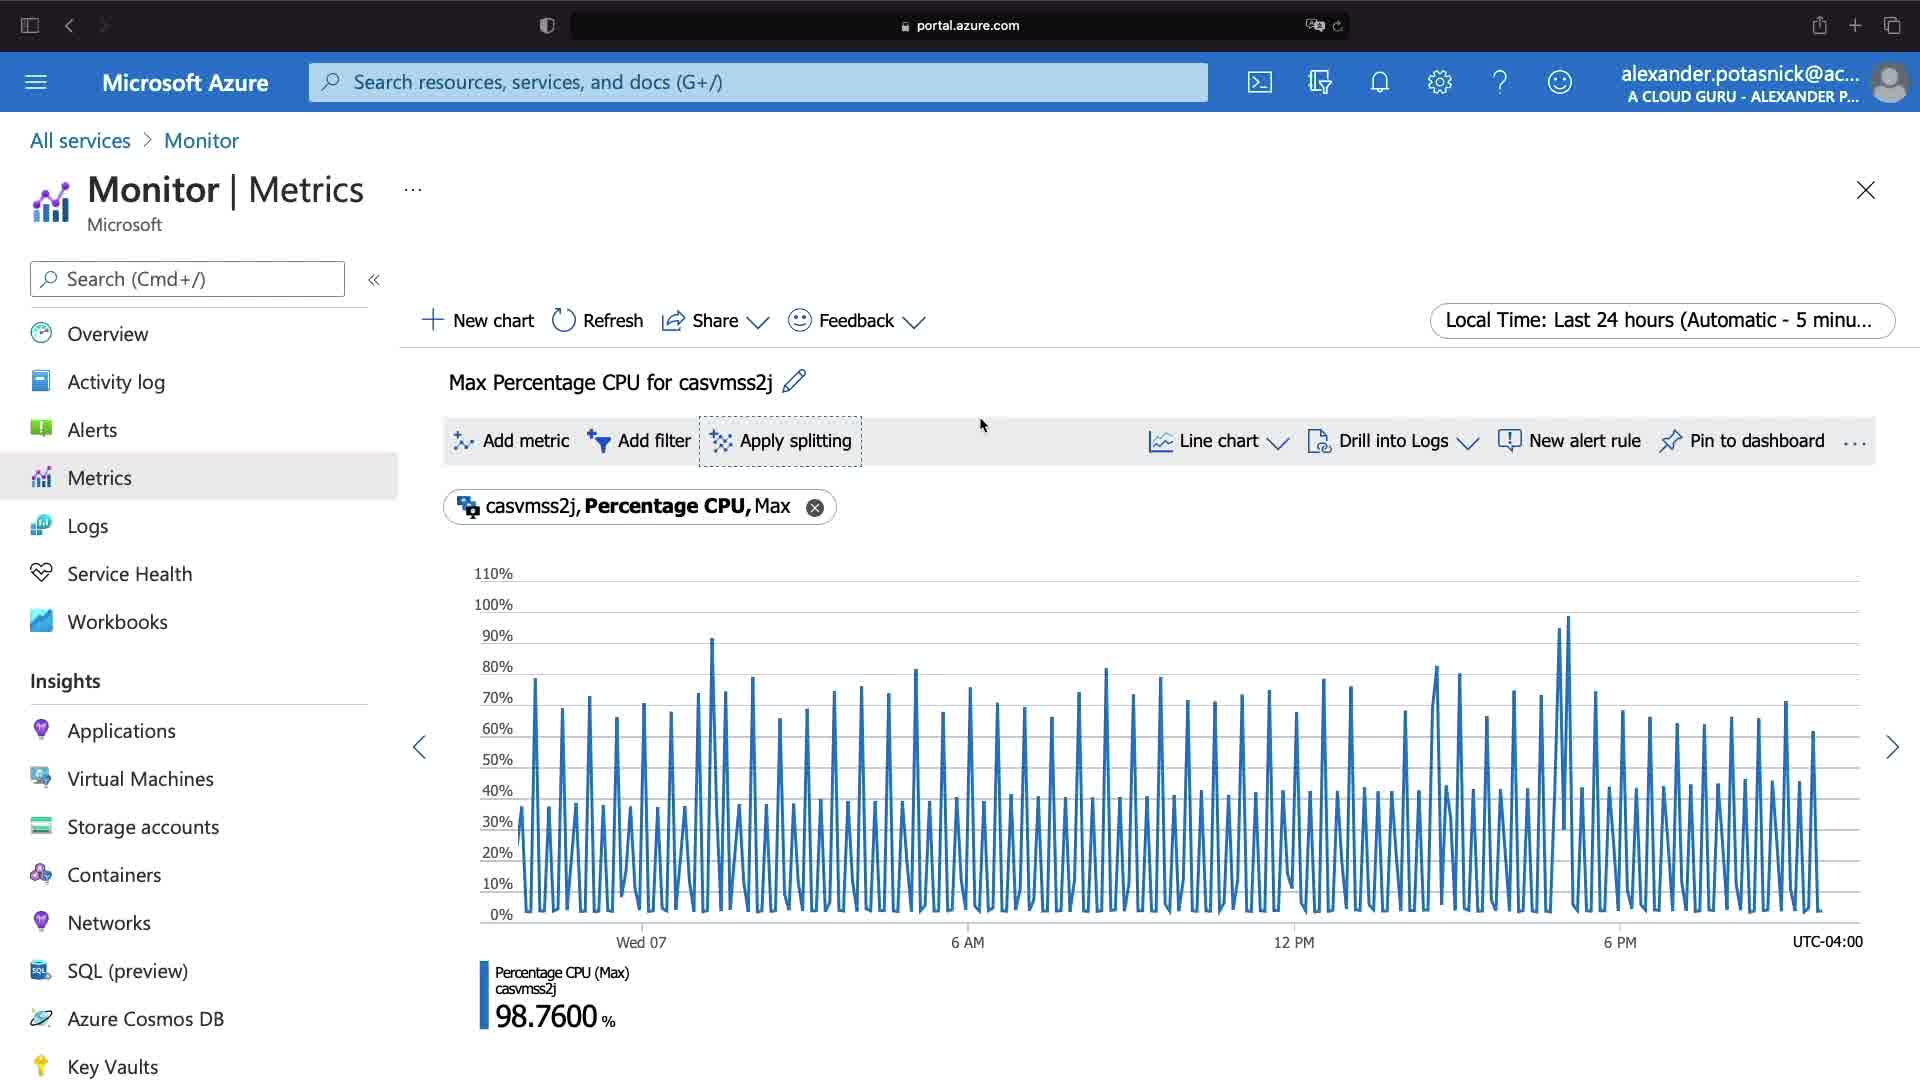 portal.azure.com
Microsoft Azure
Search resources, services, and docs (G+/)
alexander.potasnick@ac...
A CLOUD GURU - ALEXANDER P...
All services > Monitor
Monitor | Metrics ...
Microsoft
Search (Cmd+/)
«
Overview
Activity log
Alerts
Metrics
Logs
Service Health
Workbooks
Insights
Applications
Virtual Machines
Storage accounts
Containers
Networks
SQL (preview)
Azure Cosmos DB
Key Vaults
New chart
Refresh
Share
Feedback
Local Time: Last 24 hours (Automatic - 5 minu...
Max Percentage CPU for casvmss2j
Add metric
Add filter
Apply splitting
Line chart
Drill into Logs
New alert rule
Pin to dashboard
...
casvmss2j, Percentage CPU, Max
110%
100%
90%
80%
70%
60%
50%
40%
30%
20%
10%
0%
Wed 07
6 AM
12 PM
6 PM
UTC-04:00
Percentage CPU (Max)
casvmss2j
98.7600 %